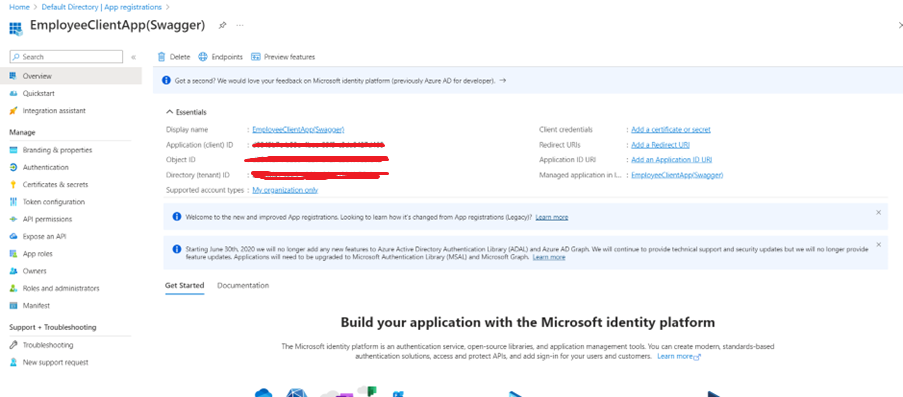 Home > Default Directory | App registrations >
EmployeeClientApp(Swagger)
Search
Overview
Quickstart
Integration assistant
Manage
Branding & properties
Authentication
Certificates & secrets
Token configuration
API permissions
Expose an API
App roles
Owners
Roles and administrators
Manifest
Support + Troubleshooting
Troubleshooting
New support request
Delete Endpoints Preview features
Got a second? We would love your feedback on Microsoft identity platform (previously Azure AD for developer). →
Essentials
Display name : EmployeeClientApp(Swagger)
Application (client) ID :
Object ID
Directory (tenant) ID :
Supported account types : My organization only
Client credentials : Add a certificate or secret
Redirect URIs : Add a Redirect URI
Application ID URI : Add an Application ID URI
Managed application in l... : EmployeeClientApp(Swagger)
Welcome to the new and improved App registrations. Looking to learn how it's changed from App registrations (Legacy)? Learn more
Starting June 30th, 2020 we will no longer add any new features to Azure Active Directory Authentication Library (ADAL) and Azure AD Graph. We will continue to provide technical support and security updates but we will no longer provide
feature updates. Applications will need to be upgraded to Microsoft Authentication Library (MSAL) and Microsoft Graph. Learn more
Get Started Documentation
Build your application with the Microsoft identity platform
The Microsoft identity platform is an authentication service, open-source libraries, and application management tools. You can create modern, standards-based
authentication solutions, access and protect APIs, and add sign-in for your users and customers. Learn more